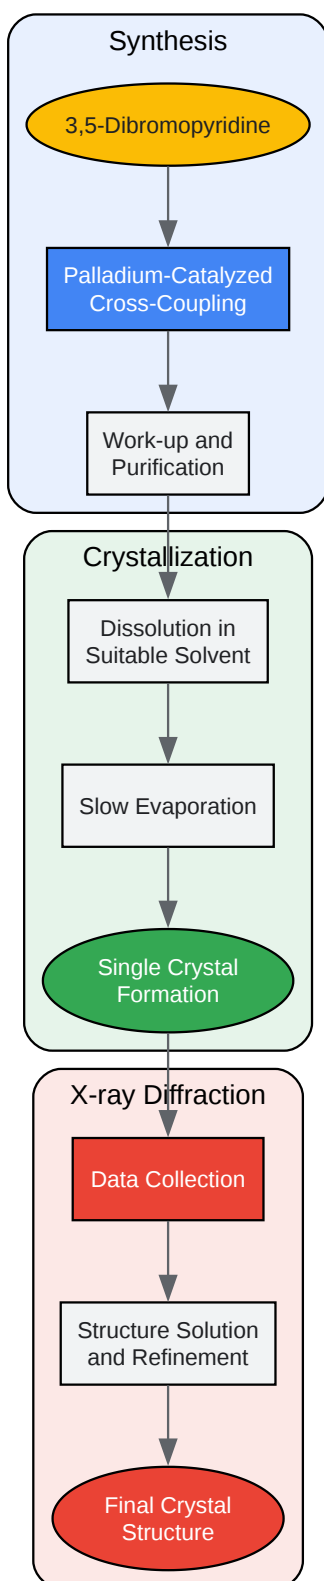 Synthesis
3,5-Dibromopyridine
Palladium-Catalyzed
Cross-Coupling
Work-up and
Purification
Crystallization
Dissolution in
Suitable Solvent
Slow Evaporation
Single Crystal
Formation
X-ray Diffraction
Data Collection
Structure Solution
and Refinement
Final Crystal
Structure